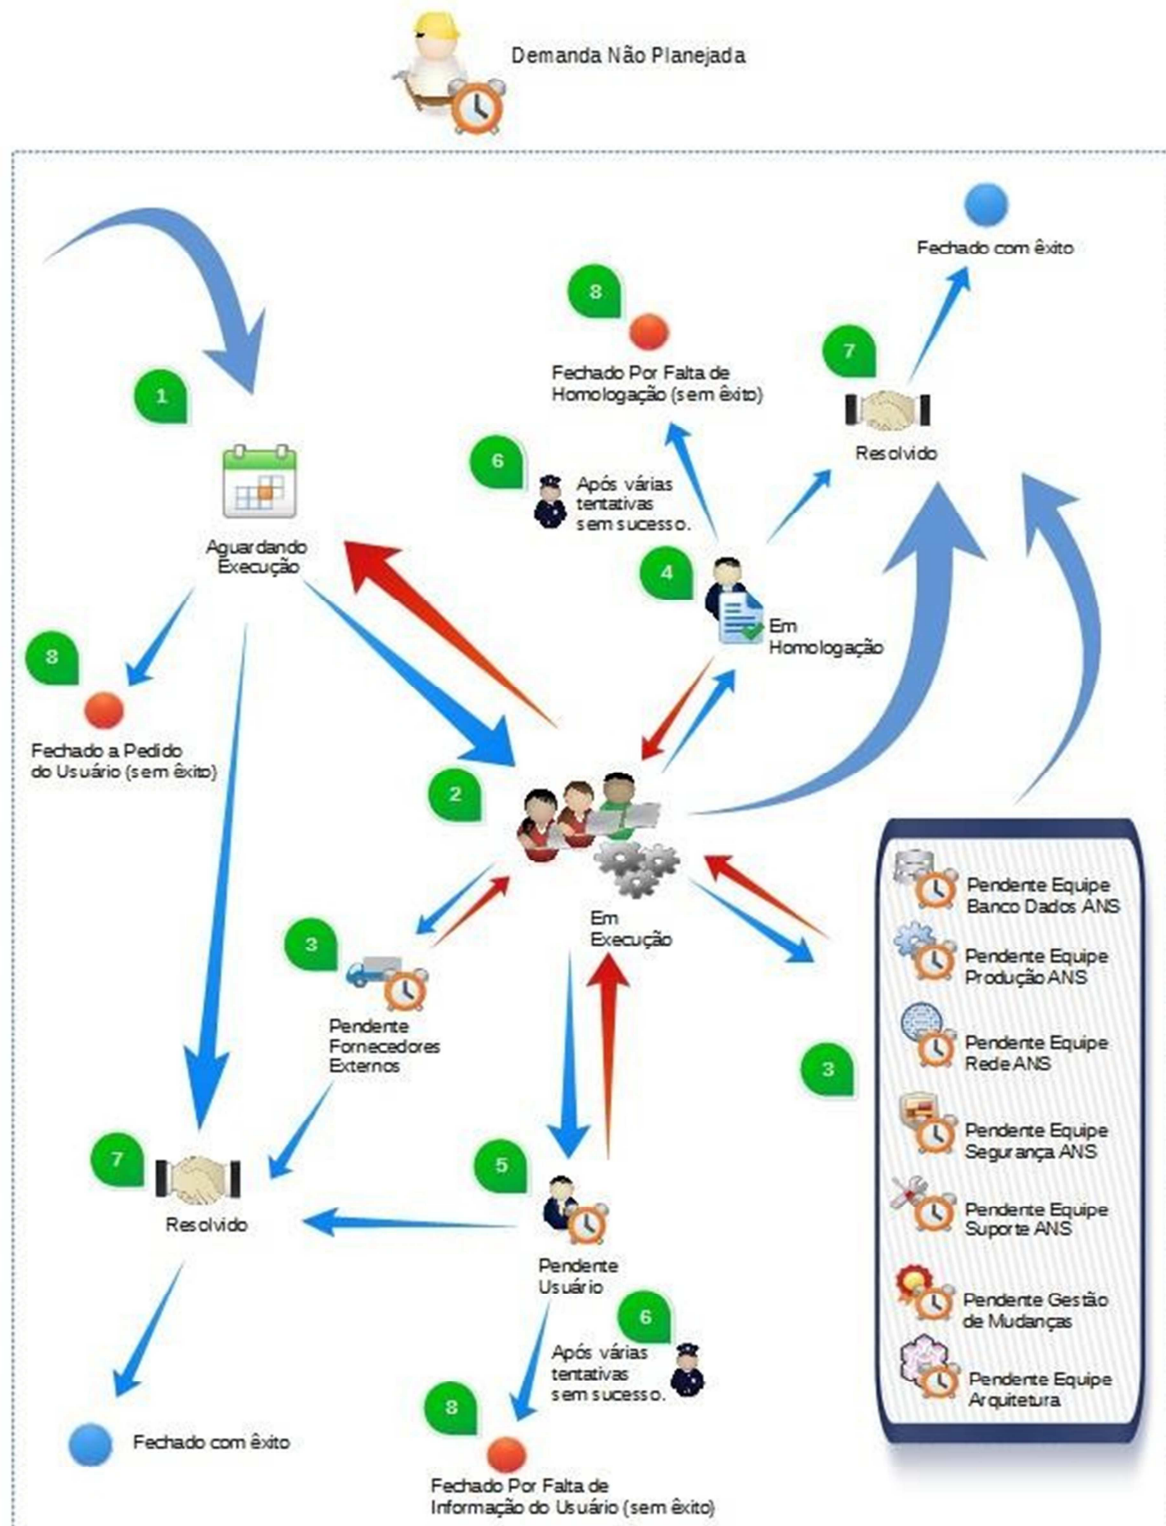 Demanda Não Planejada
Fechado com êxito
8
Fechado Por Falta de
Homologação (sem êxito)
7
Resolvido
1
Aguardando
Execução
6
Após várias
tentativas
sem sucesso.
4
Em
Homologação
8
Fechado a Pedido
do Usuário (sem êxito)
2
Em
Execução
3
Pendente
Fornecedores
Externos
3
Pendente Equipe
Banco Dados ANS
Pendente Equipe
Produção ANS
Pendente Equipe
Rede ANS
Pendente Equipe
Segurança ANS
Pendente Equipe
Suporte ANS
Pendente Gestão
de Mudanças
Pendente Equipe
Arquitetura
7
Resolvido
5
Pendente
Usuário
6
Após várias
tentativas
sem sucesso.
Fechado com êxito
8
Fechado Por Falta de
Informação do Usuário (sem êxito)